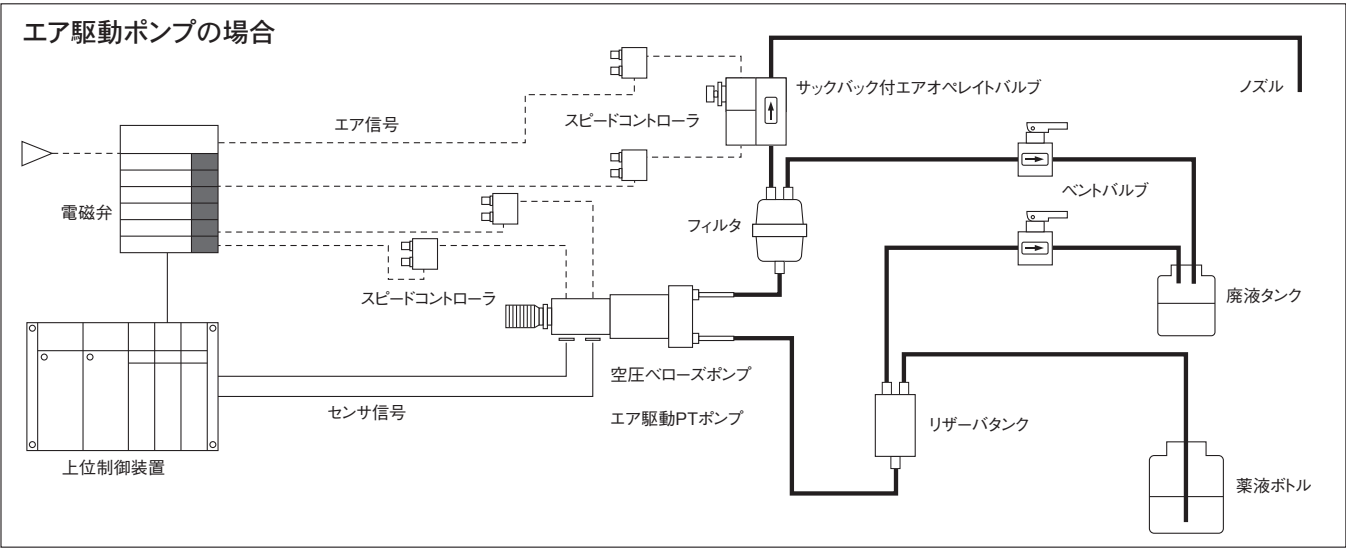 エア駆動ポンプの場合
サックバック付エアオペレイトバルブ
ノズル
エア信号
スピードコントローラ
ベントバルブ
電磁弁
フィルタ
スピードコントローラ
廃液タンク
空圧ベローズポンプ
エア駆動PTポンプ
センサ信号
リザーバタンク
上位制御装置
薬液ボトル